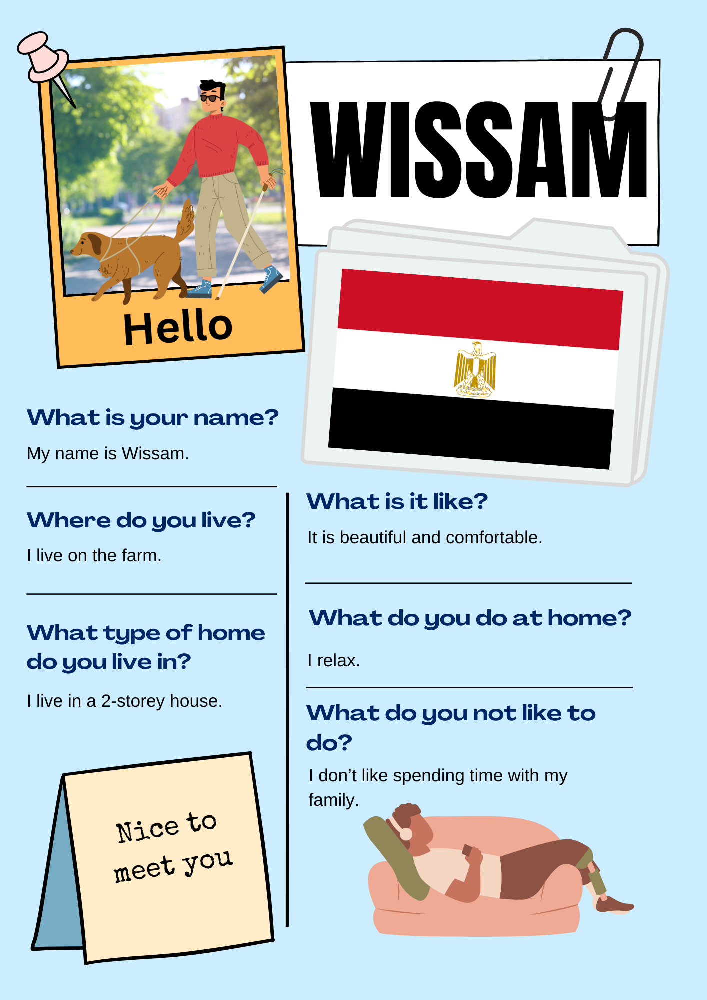 WISSAM
Hello
What is your name?
My name is Wissam.
Where do you live?
I live on the farm.
What type of home
do you live in?
I live in a 2-storey house.
What is it like?
It is beautiful and comfortable.
What do you do at home?
I relax.
What do you not like to
do?
I don’t like spending time with my
family.
Nice to
meet you